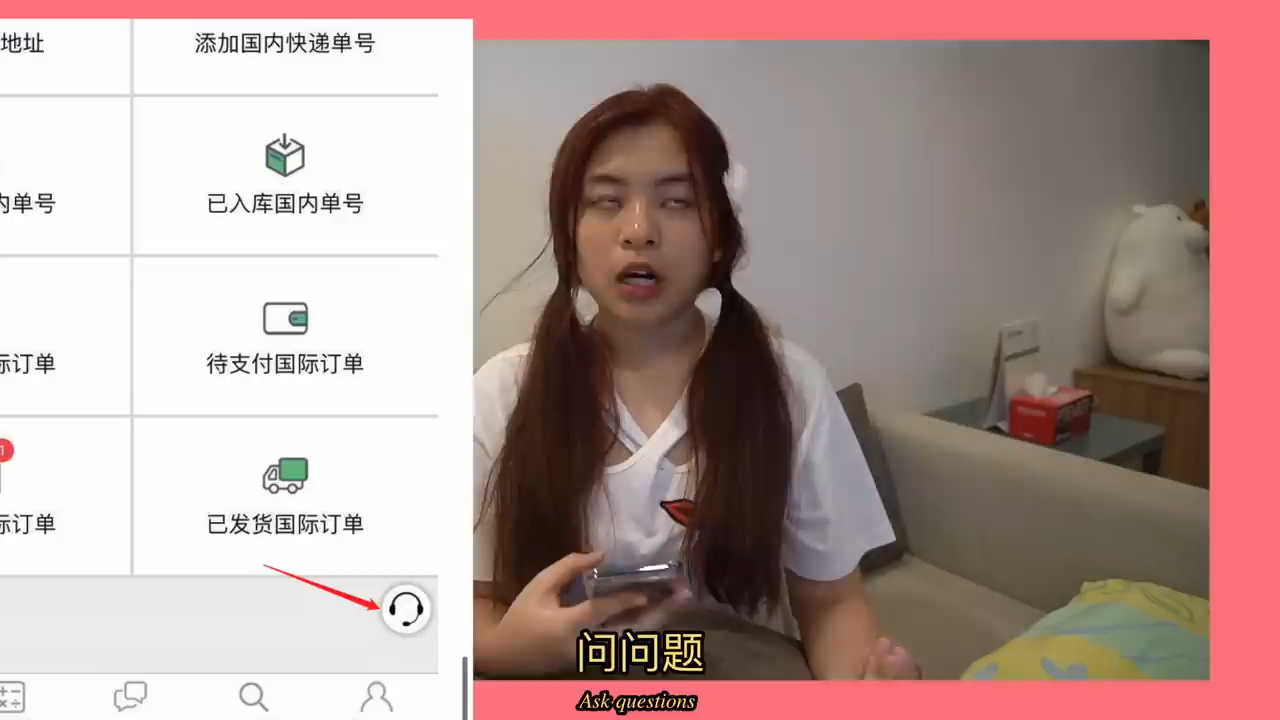 地址
添加国内快递单号
内单号
已入库国内单号
际订单
待支付国际订单
1
际订单
已发货国际订单
问问题
Ask questions